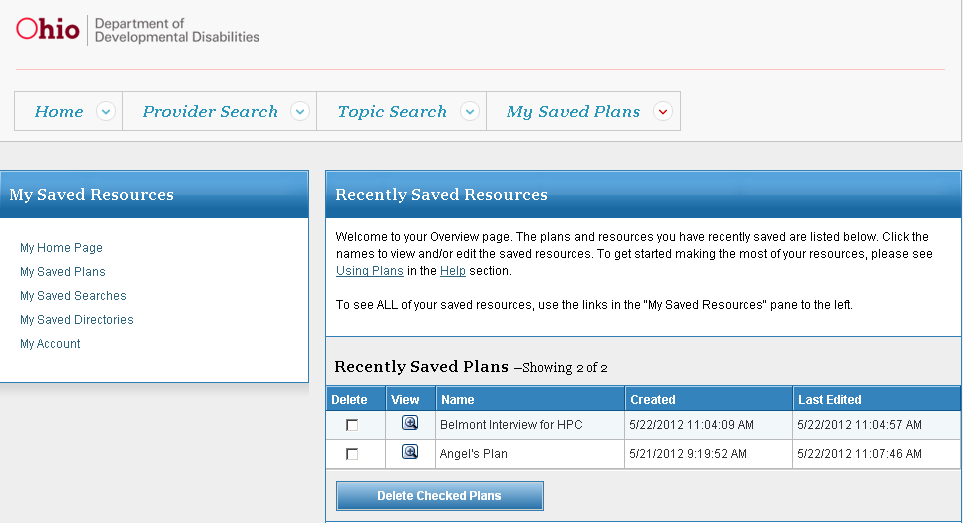 Ohio
Department of
Developmental Disabilities
Home
Provider Search
Topic Search
My Saved Plans
My Saved Resources
My Home Page
My Saved Plans
My Saved Searches
My Saved Directories
My Account
Recently Saved Resources
Welcome to your Overview page. The plans and resources you have recently saved are listed below. Click the
names to view and/or edit the saved resources. To get started making the most of your resources, please see
Using Plans in the Help section.
To see ALL of your saved resources, use the links in the "My Saved Resources" pane to the left.
Recently Saved Plans –Showing 2 of 2
Delete View Name Created Last Edited
Belmont Interview for HPC 5/22/2012 11:04:09 AM 5/22/2012 11:04:57 AM
Angel's Plan 5/21/2012 9:19:52 AM 5/22/2012 11:07:46 AM
Delete Checked Plans